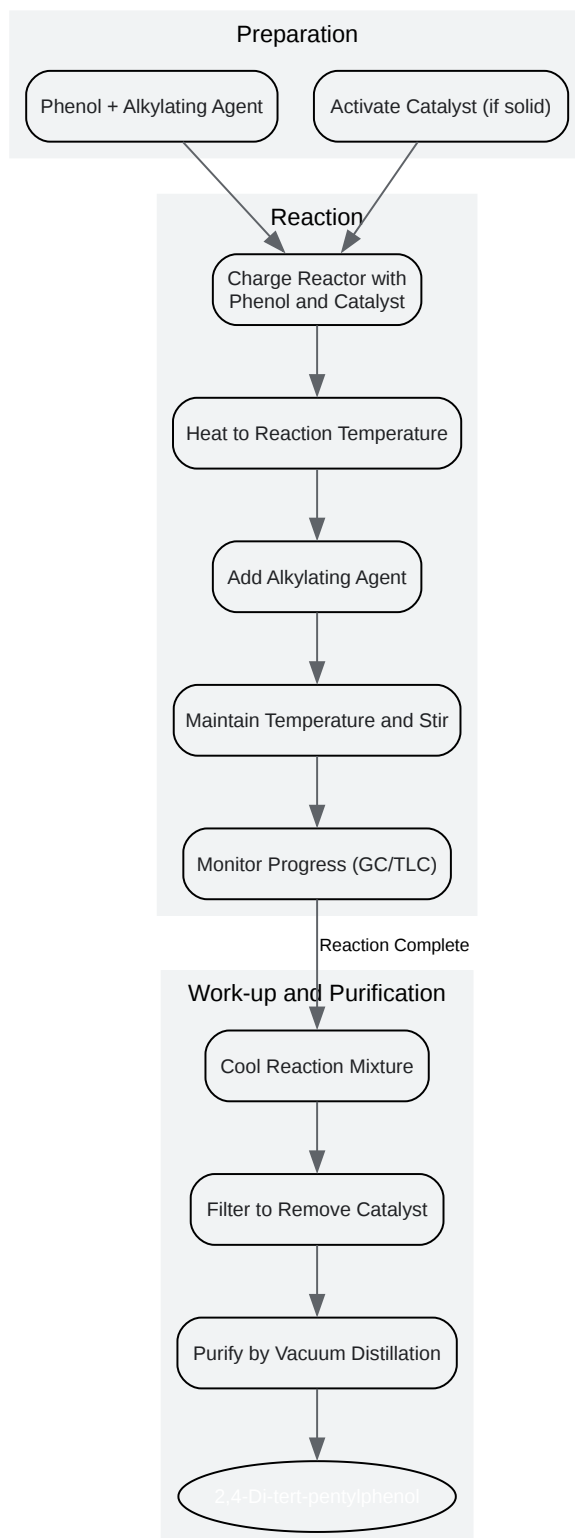 Preparation
Phenol + Alkylating Agent
Activate Catalyst (if solid)
Reaction
Charge Reactor with
Phenol and Catalyst
Heat to Reaction Temperature
Add Alkylating Agent
Maintain Temperature and Stir
Monitor Progress (GC/TLC)
Reaction Complete
Work-up and Purification
Cool Reaction Mixture
Filter to Remove Catalyst
Purify by Vacuum Distillation
2,4-Di-tert-pentylphenol